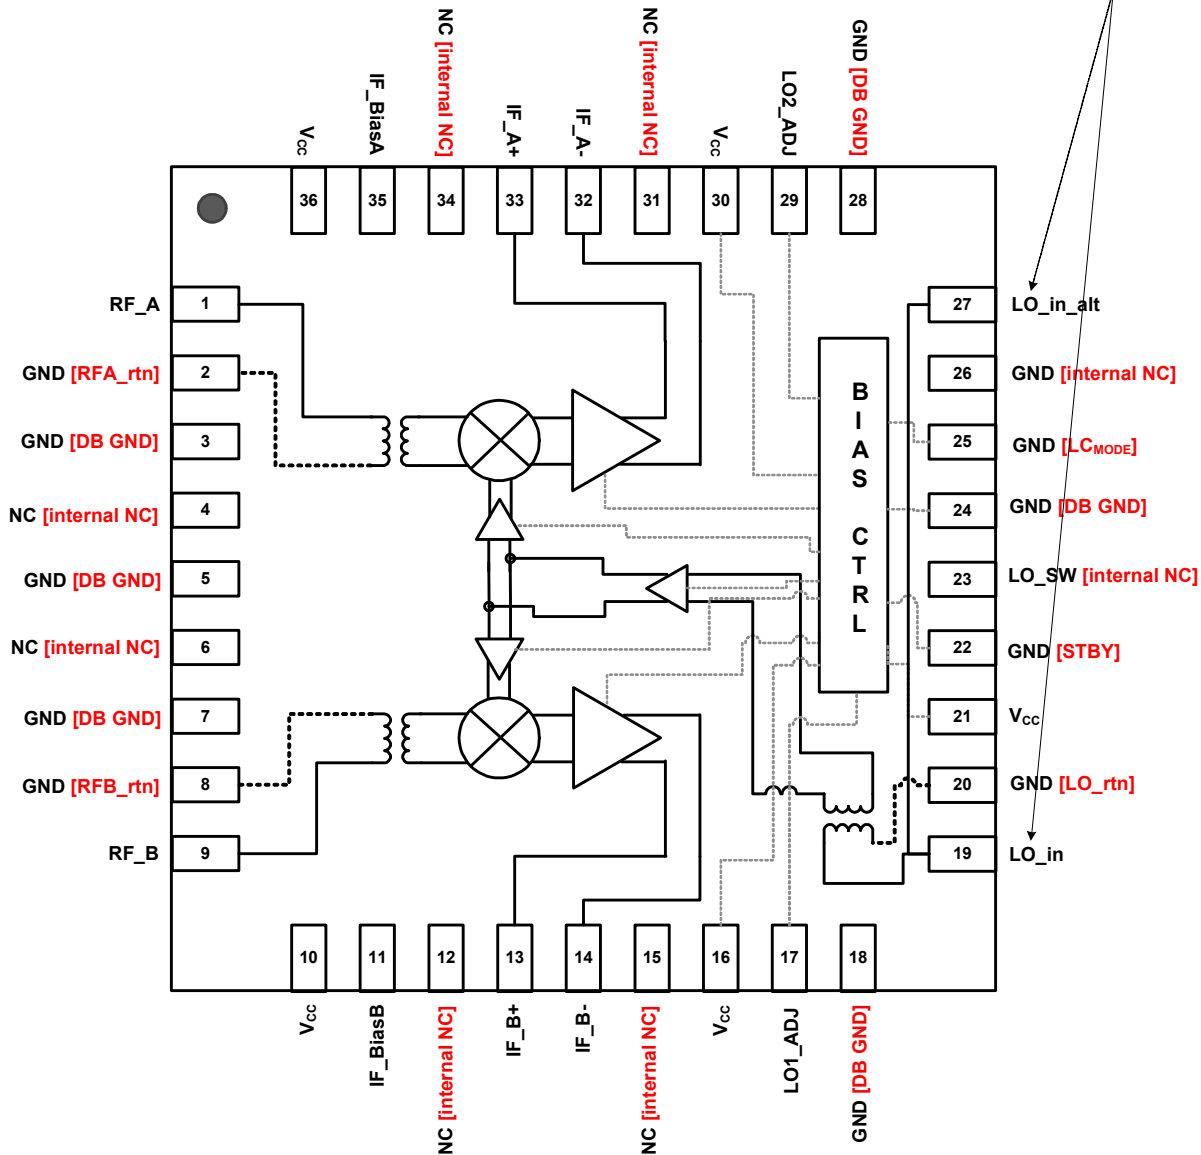 NC [internal NC]
NC [internal NC]
GND [DB GND]
IF_BiasA
LO2_ADJ
IF_A+
IF_A-
VCC
VCC
36
35
34
33
32
31
30
29
28
RF_A
1
27
LO_in_alt
GND [RFA_rtn]
2
26
GND [internal NC]
GND [DB GND]
3
25
GND [LCMODE]
NC [internal NC]
4
24
GND [DB GND]
GND [DB GND]
5
23
LO_SW [internal NC]
NC [internal NC]
6
22
GND [STBY]
GND [DB GND]
7
21
VCC
GND [RFB_rtn]
8
20
GND [LO_rtn]
RF_B
9
19
LO_in
BIAS
CTRL
10
11
12
13
14
15
16
17
18
VCC
IF_BiasB
NC [internal NC]
IF_B+
IF_B-
NC [internal NC]
VCC
LO1_ADJ
GND [DB GND]